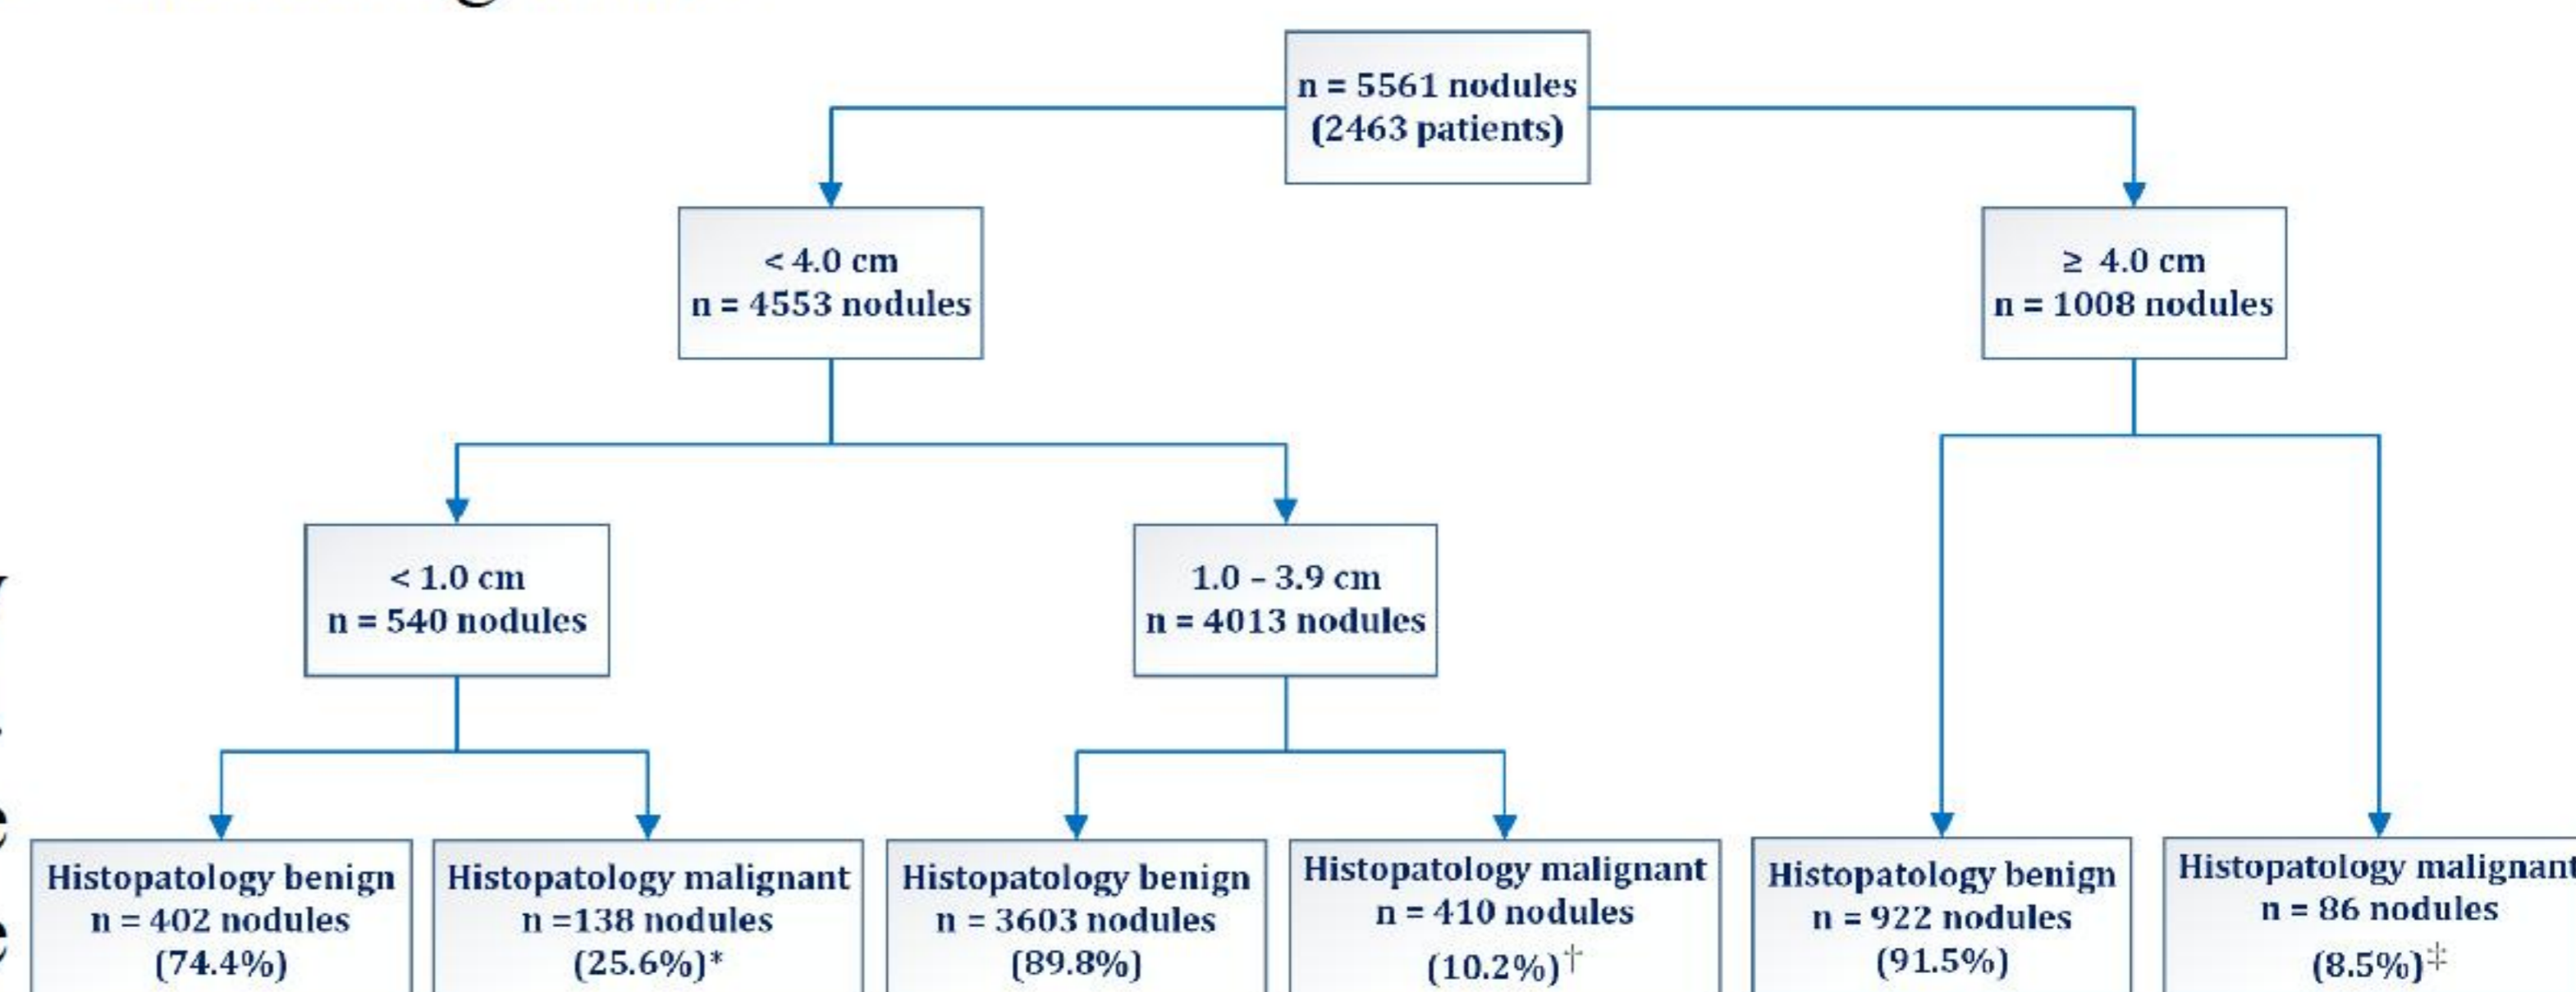 n = 5561 nodules
(2463 patients)
< 4.0 cm
n = 4553 nodules
≥ 4.0 cm
n = 1008 nodules
< 1.0 cm
n = 540 nodules
1.0 – 3.9 cm
n = 4013 nodules
Histopatology benign
n = 402 nodules
(74.4%)
Histopatology malignant
n =138 nodules
(25.6%)*
Histopatology benign
n = 3603 nodules
(89.8%)
Histopatology malignant
n = 410 nodules
(10.2%)†
Histopatology benign
n = 922 nodules
(91.5%)
Histopatology malignant
n = 86 nodules
(8.5%)‡